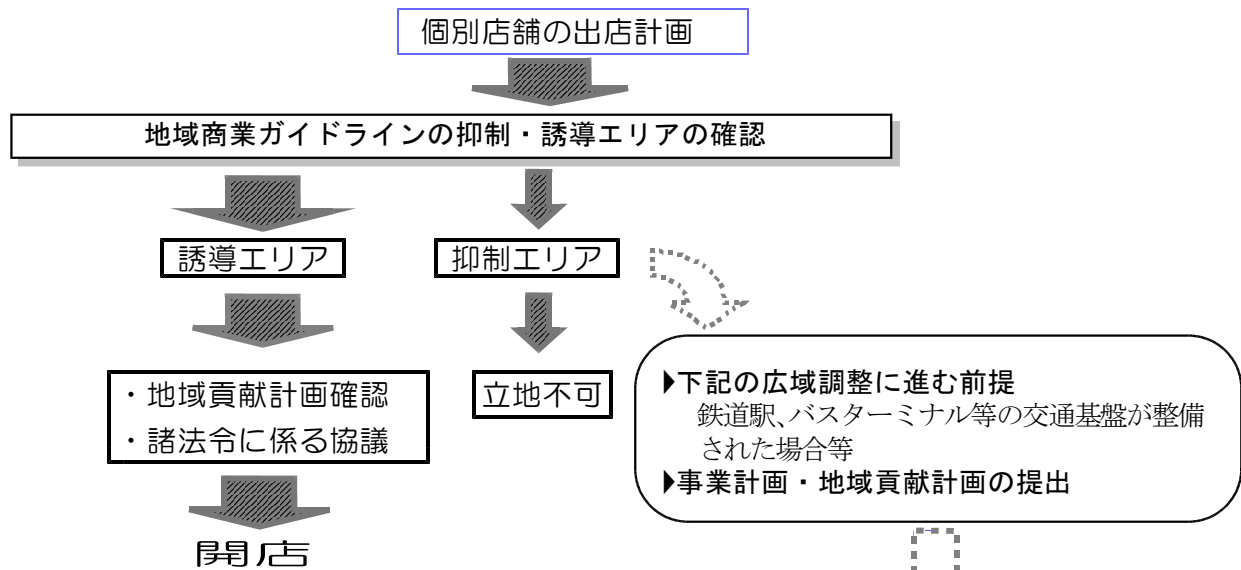 個別店舗の出店計画
地域商業ガイドラインの抑制・誘導エリアの確認
誘導エリア
抑制エリア
・地域貢献計画確認
・諸法令に係る協議
立地不可
▶下記の広域調整に進む前提
鉄道駅、バスターミナル等の交通基盤が整備
された場合等
▶事業計画・地域貢献計画の提出
開店